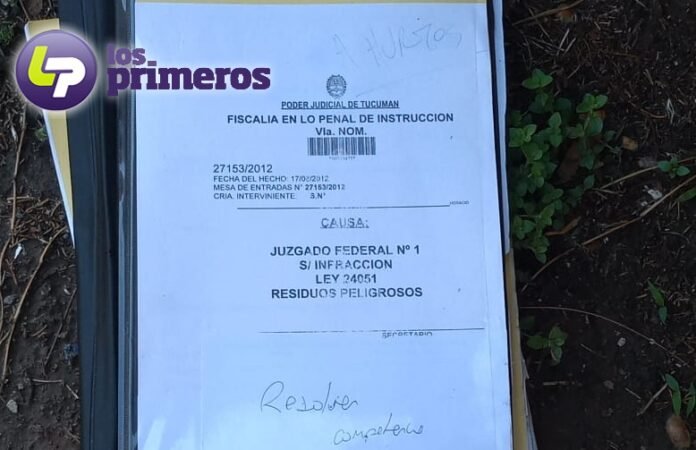 los
primeros
PODER JUDICIAL DE TUCUMAN
FISCALIA EN LO PENAL DE INSTRUCCION
VIa. NOM.
27153/2012
FECHA DEL HECHO: 17/08/2012
MESA DE ENTRADAS N° 27153/2012
CRIA. INTERVINIENTE: S.N°
CAUSA:
JUZGADO FEDERAL Nº 1
S/ INFRACCION
LEY 24051
RESIDUOS PELIGROSOS
SECRETARIO
Resolver
competencia